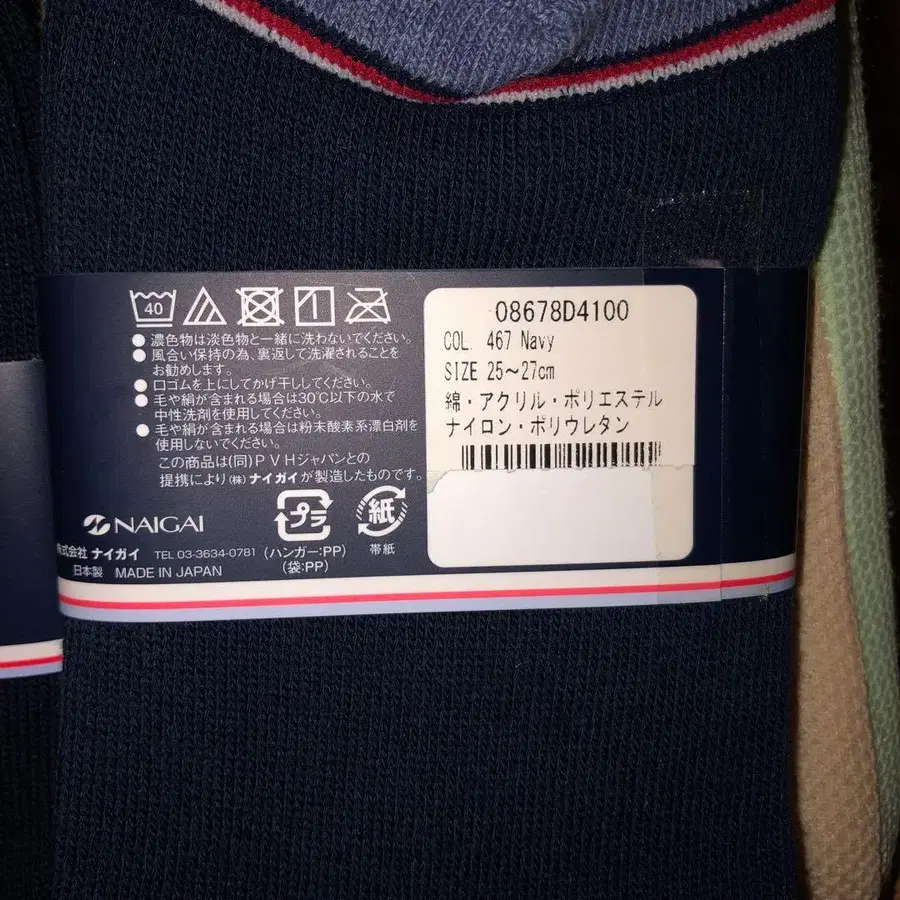 40
●濃色物は淡色物と一緒に洗わないでください。
●風合い保持の為、裏返して洗濯されることを
お勧めします。
●口ゴムを上にしてかげ干ししてください。
●毛や絹が含まれる場合は30℃以下の水で
中性洗剤を使用してください。
●毛や絹が含まれる場合は粉末酸素系漂白剤を
使用しないでください。
この商品は(同)PVHジャパンとの
提携により(株)ナイガイが製造したものです。
NAIGAI
株式会社 ナイガイ TEL 03-3634-0781
日本製 MADE IN JAPAN
プラ
(ハンガー:PP)
(袋:PP)
紙
帯紙
08678D4100
COL. 467 Navy
SIZE 25～27cm
綿・アクリル・ポリエステル
ナイロン・ポリウレタン